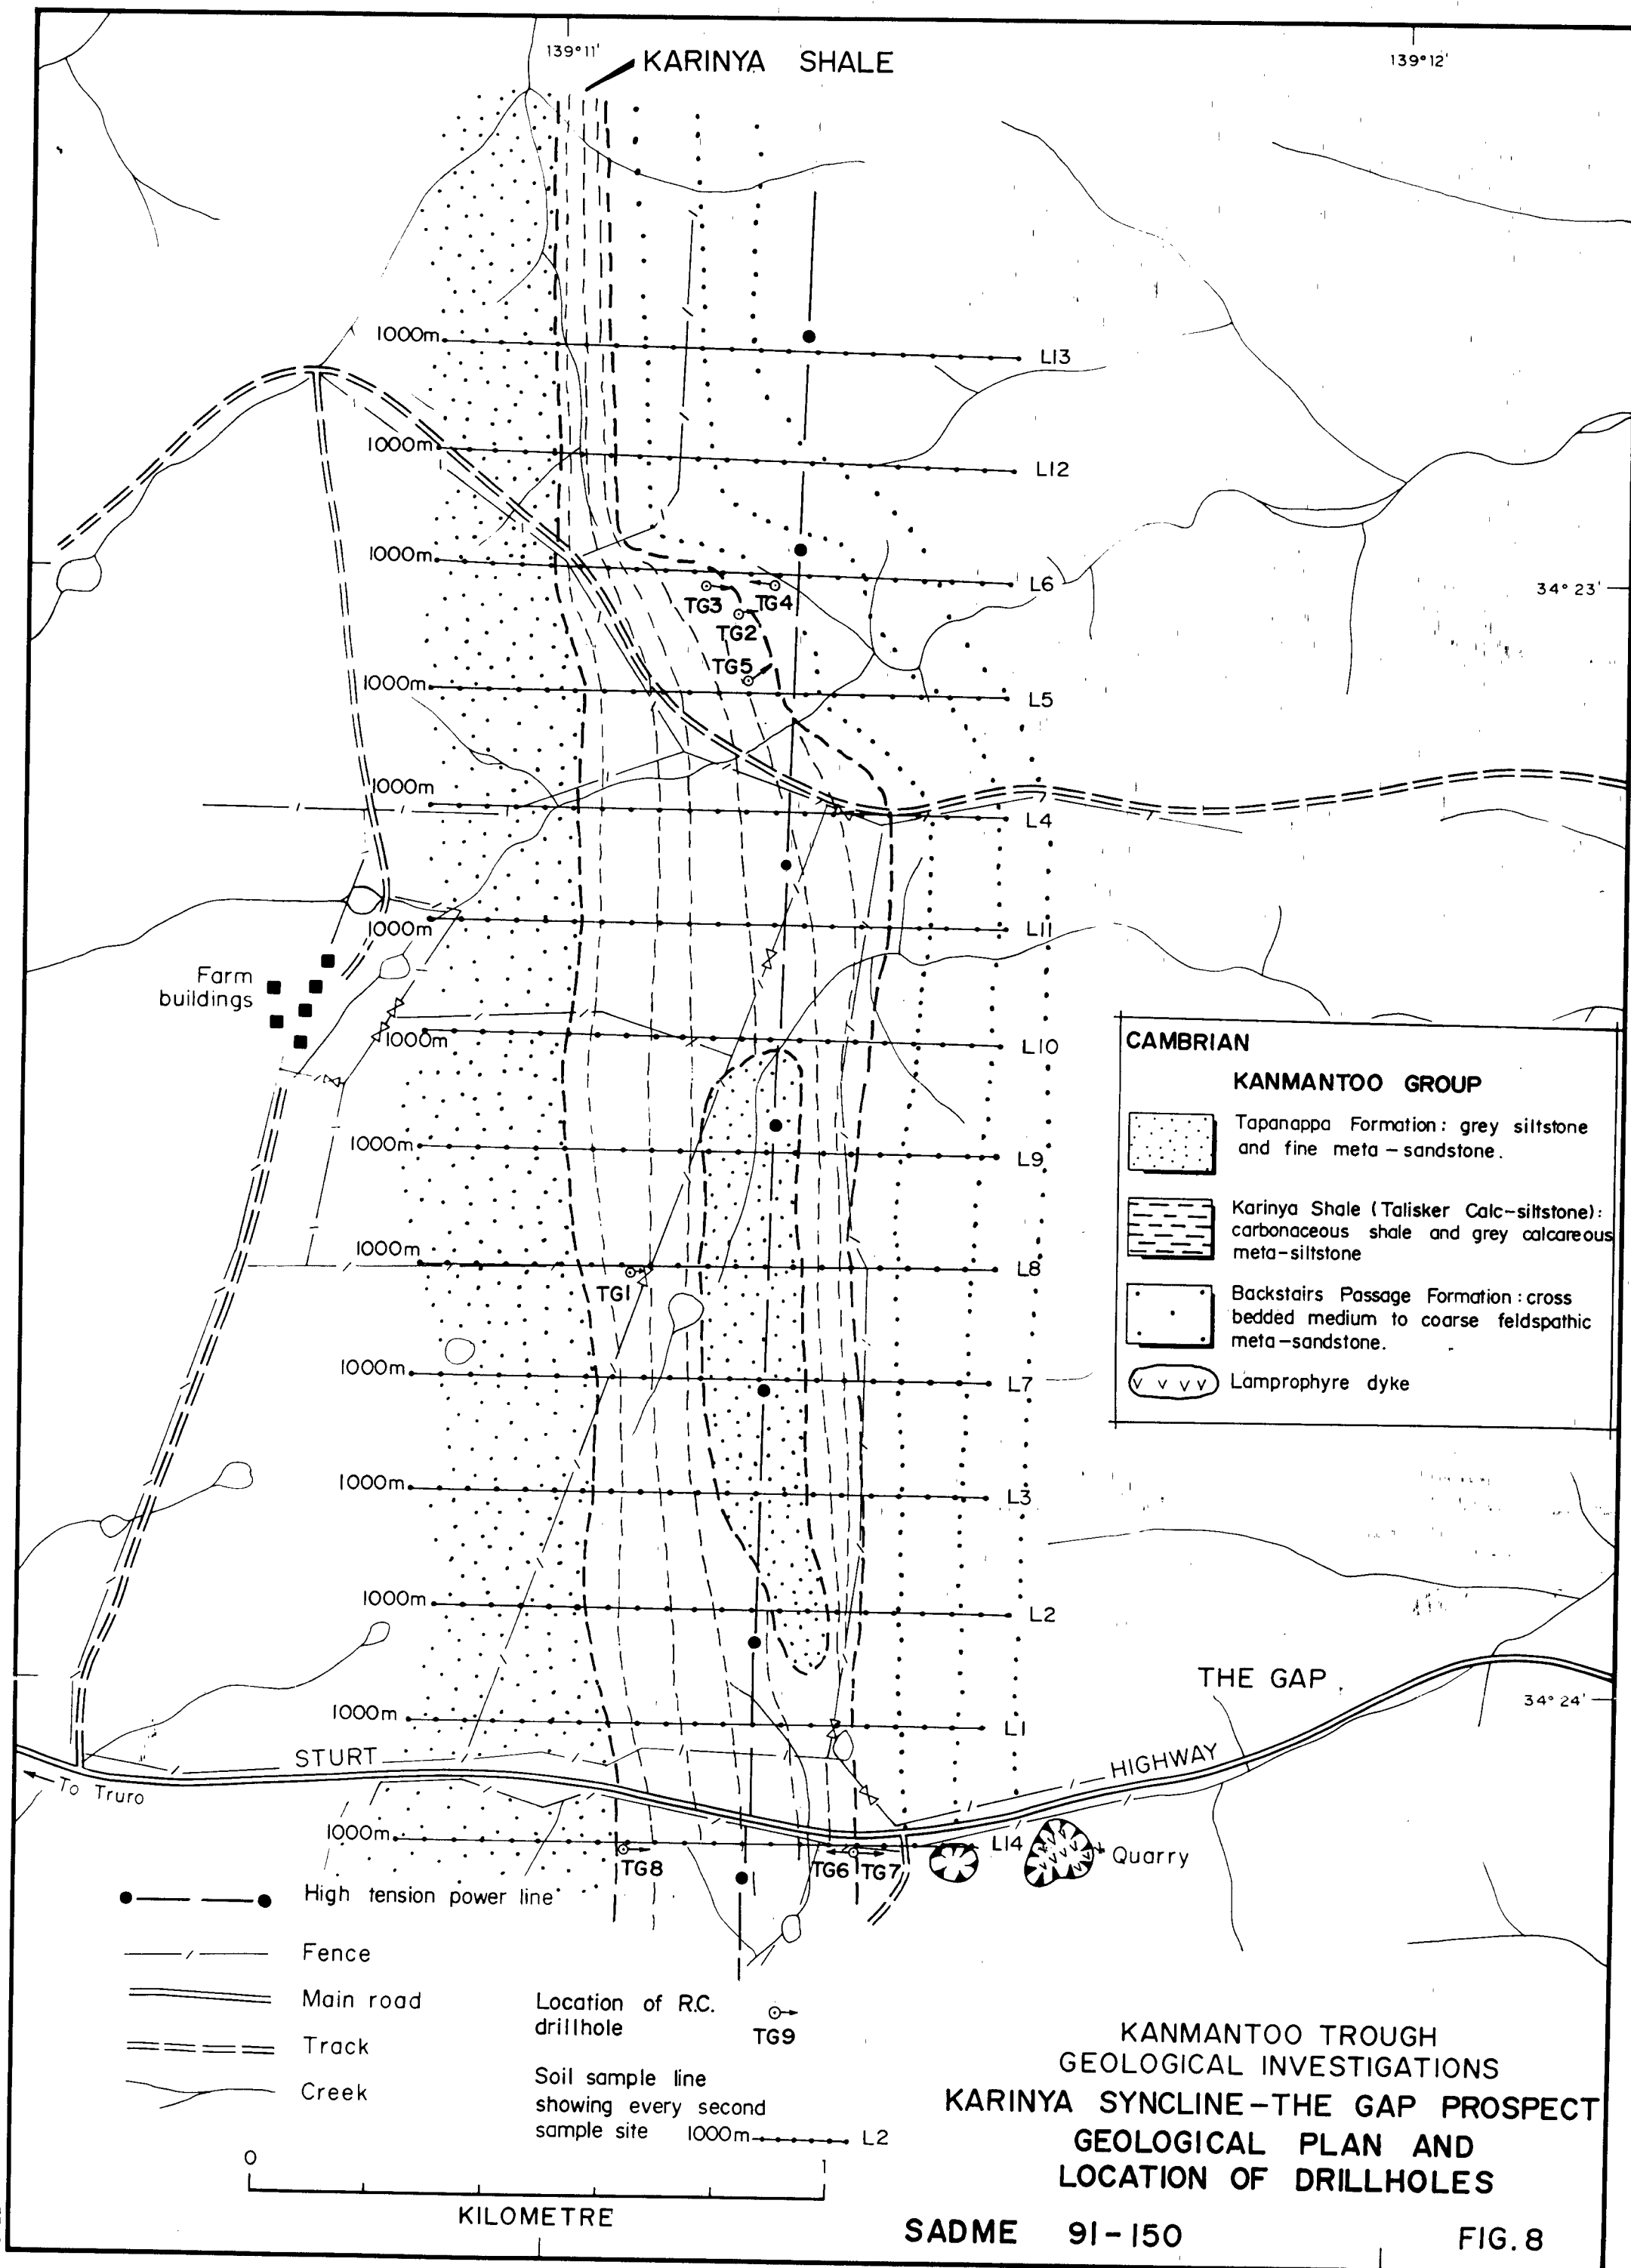 139°11'
139°12'
KARINYA SHALE
1000m
L13
1000m
L12
1000m
L6
34°23'
TG3
TG4
TG2
TG5
1000m
L5
1000m
L4
1000m
L11
Farm
buildings
1000m
L10
CAMBRIAN
KANMANTOO GROUP
Tapanappa Formation: grey siltstone
and fine meta-sandstone.
Karinya Shale (Talisker Calc-siltstone):
carbonaceous shale and grey calcareous
meta-siltstone
Backstairs Passage Formation: cross
bedded medium to coarse feldspathic
meta-sandstone.
V V V V
Lamprophyre dyke
1000m
L9
1000m
L8
TG1
1000m
L7
1000m
L3
1000m
L2
THE GAP
34°24'
1000m
L1
STURT HIGHWAY
To Truro
1000m
L14
Quarry
TG8
TG6
TG7
High tension power line
Fence
Main road
Track
Creek
Location of R.C.
drillhole
TG9
Soil sample line
showing every second
sample site 1000m L2
0 1
KILOMETRE
KANMANTOO TROUGH
GEOLOGICAL INVESTIGATIONS
KARINYA SYNCLINE-THE GAP PROSPECT
GEOLOGICAL PLAN AND
LOCATION OF DRILLHOLES
SADME 91-150
FIG. 8